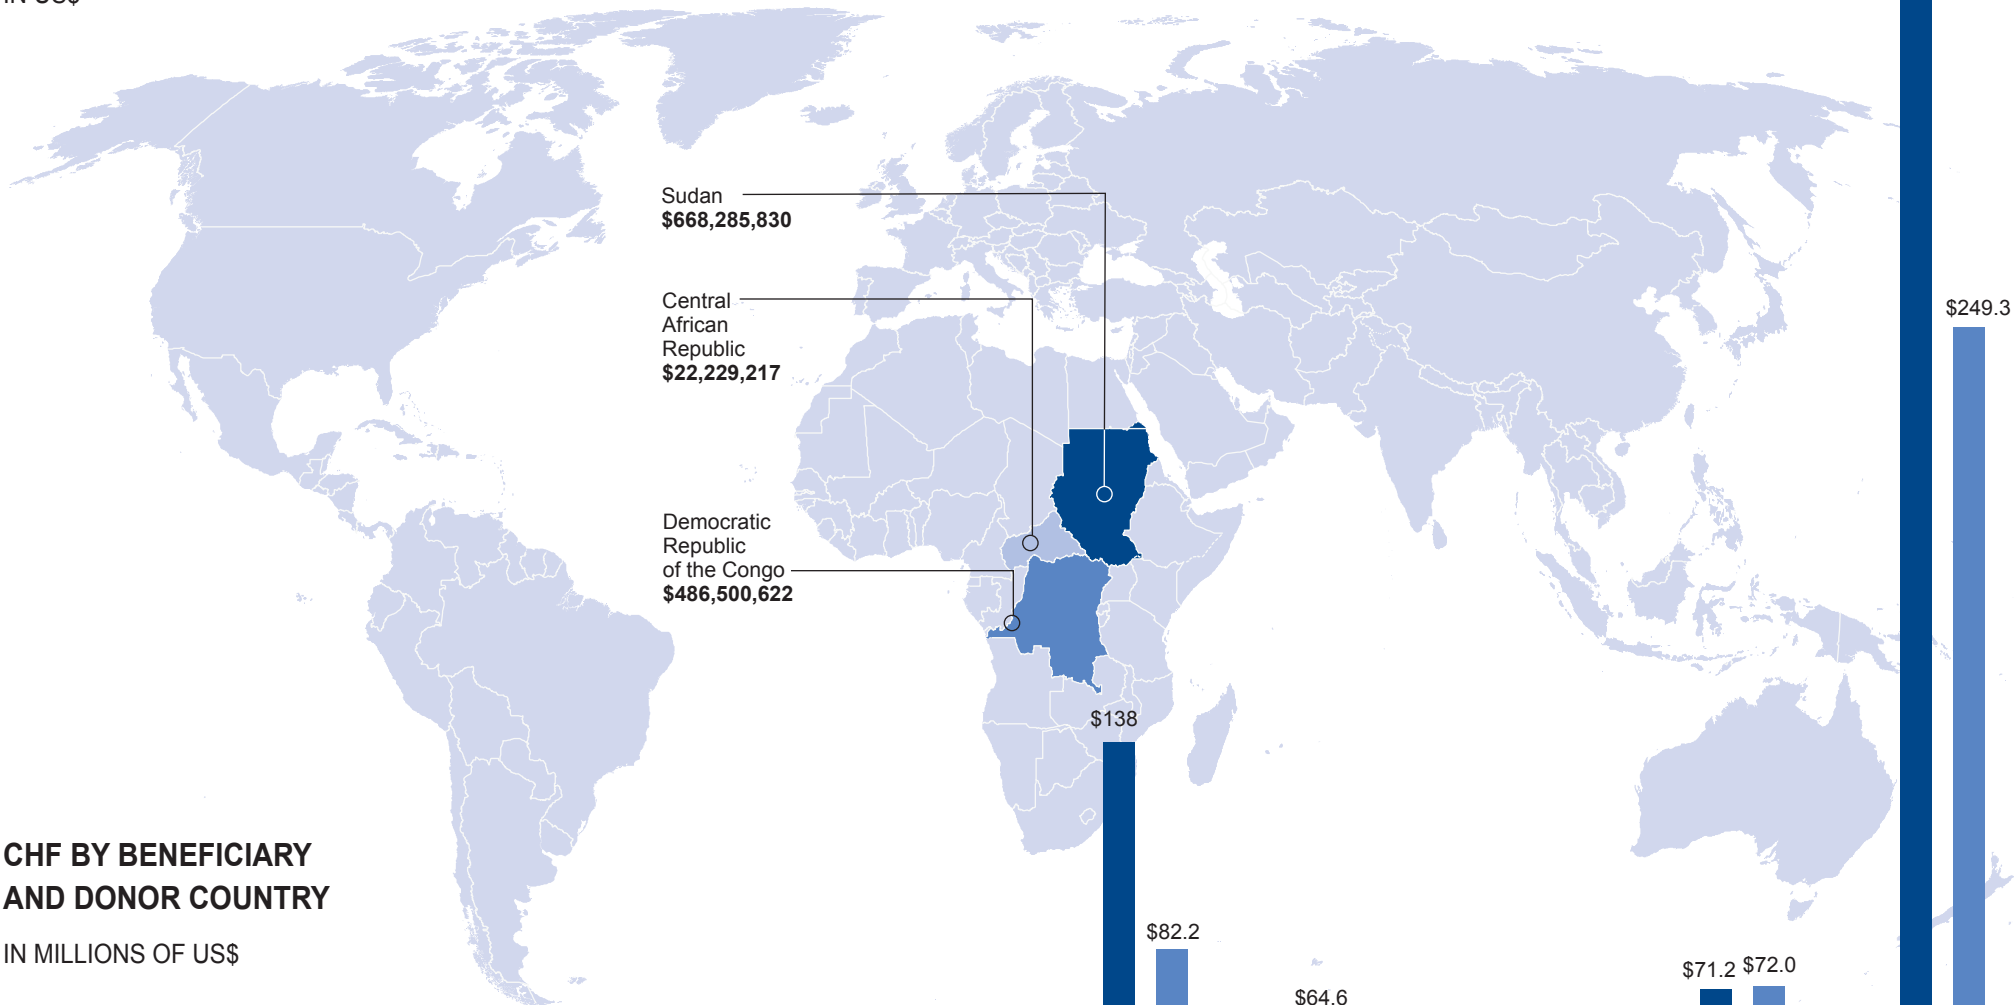 IN US$
Sudan
$668,285,830
Central
African
Republic
$22,229,217
$249.3
Democratic
Republic
of the Congo
$486,500,622
$138
CHF BY BENEFICIARY
AND DONOR COUNTRY
IN MILLIONS OF US$
$82.2
$64.6
$71.2
$72.0